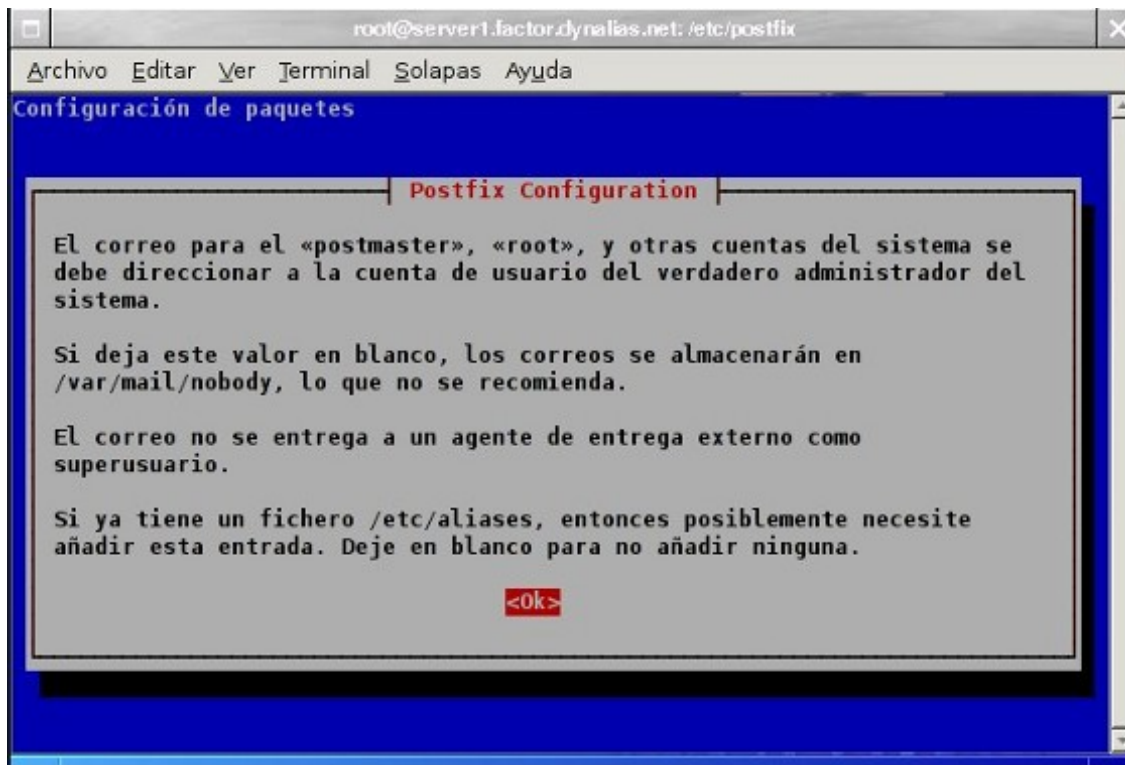 root@server1.factor.dynalias.net: /etc/postfix
Archivo Editar Ver Terminal Solapas Ayuda
Configuración de paquetes
Postfix Configuration
El correo para el «postmaster», «root», y otras cuentas del sistema se
debe direccionar a la cuenta de usuario del verdadero administrador del
sistema.
Si deja este valor en blanco, los correos se almacenarán en
/var/mail/nobody, lo que no se recomienda.
El correo no se entrega a un agente de entrega externo como
superusuario.
Si ya tiene un fichero /etc/aliases, entonces posiblemente necesite
añadir esta entrada. Deje en blanco para no añadir ninguna.
<Ok>